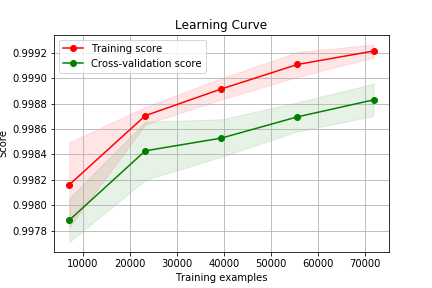 Learning Curve
Training score
Cross-validation score
0.9992
0.9990
0.9988
0.9986
0.9984
0.9982
0.9980
0.9978
Score
10000 20000 30000 40000 50000 60000 70000
Training examples